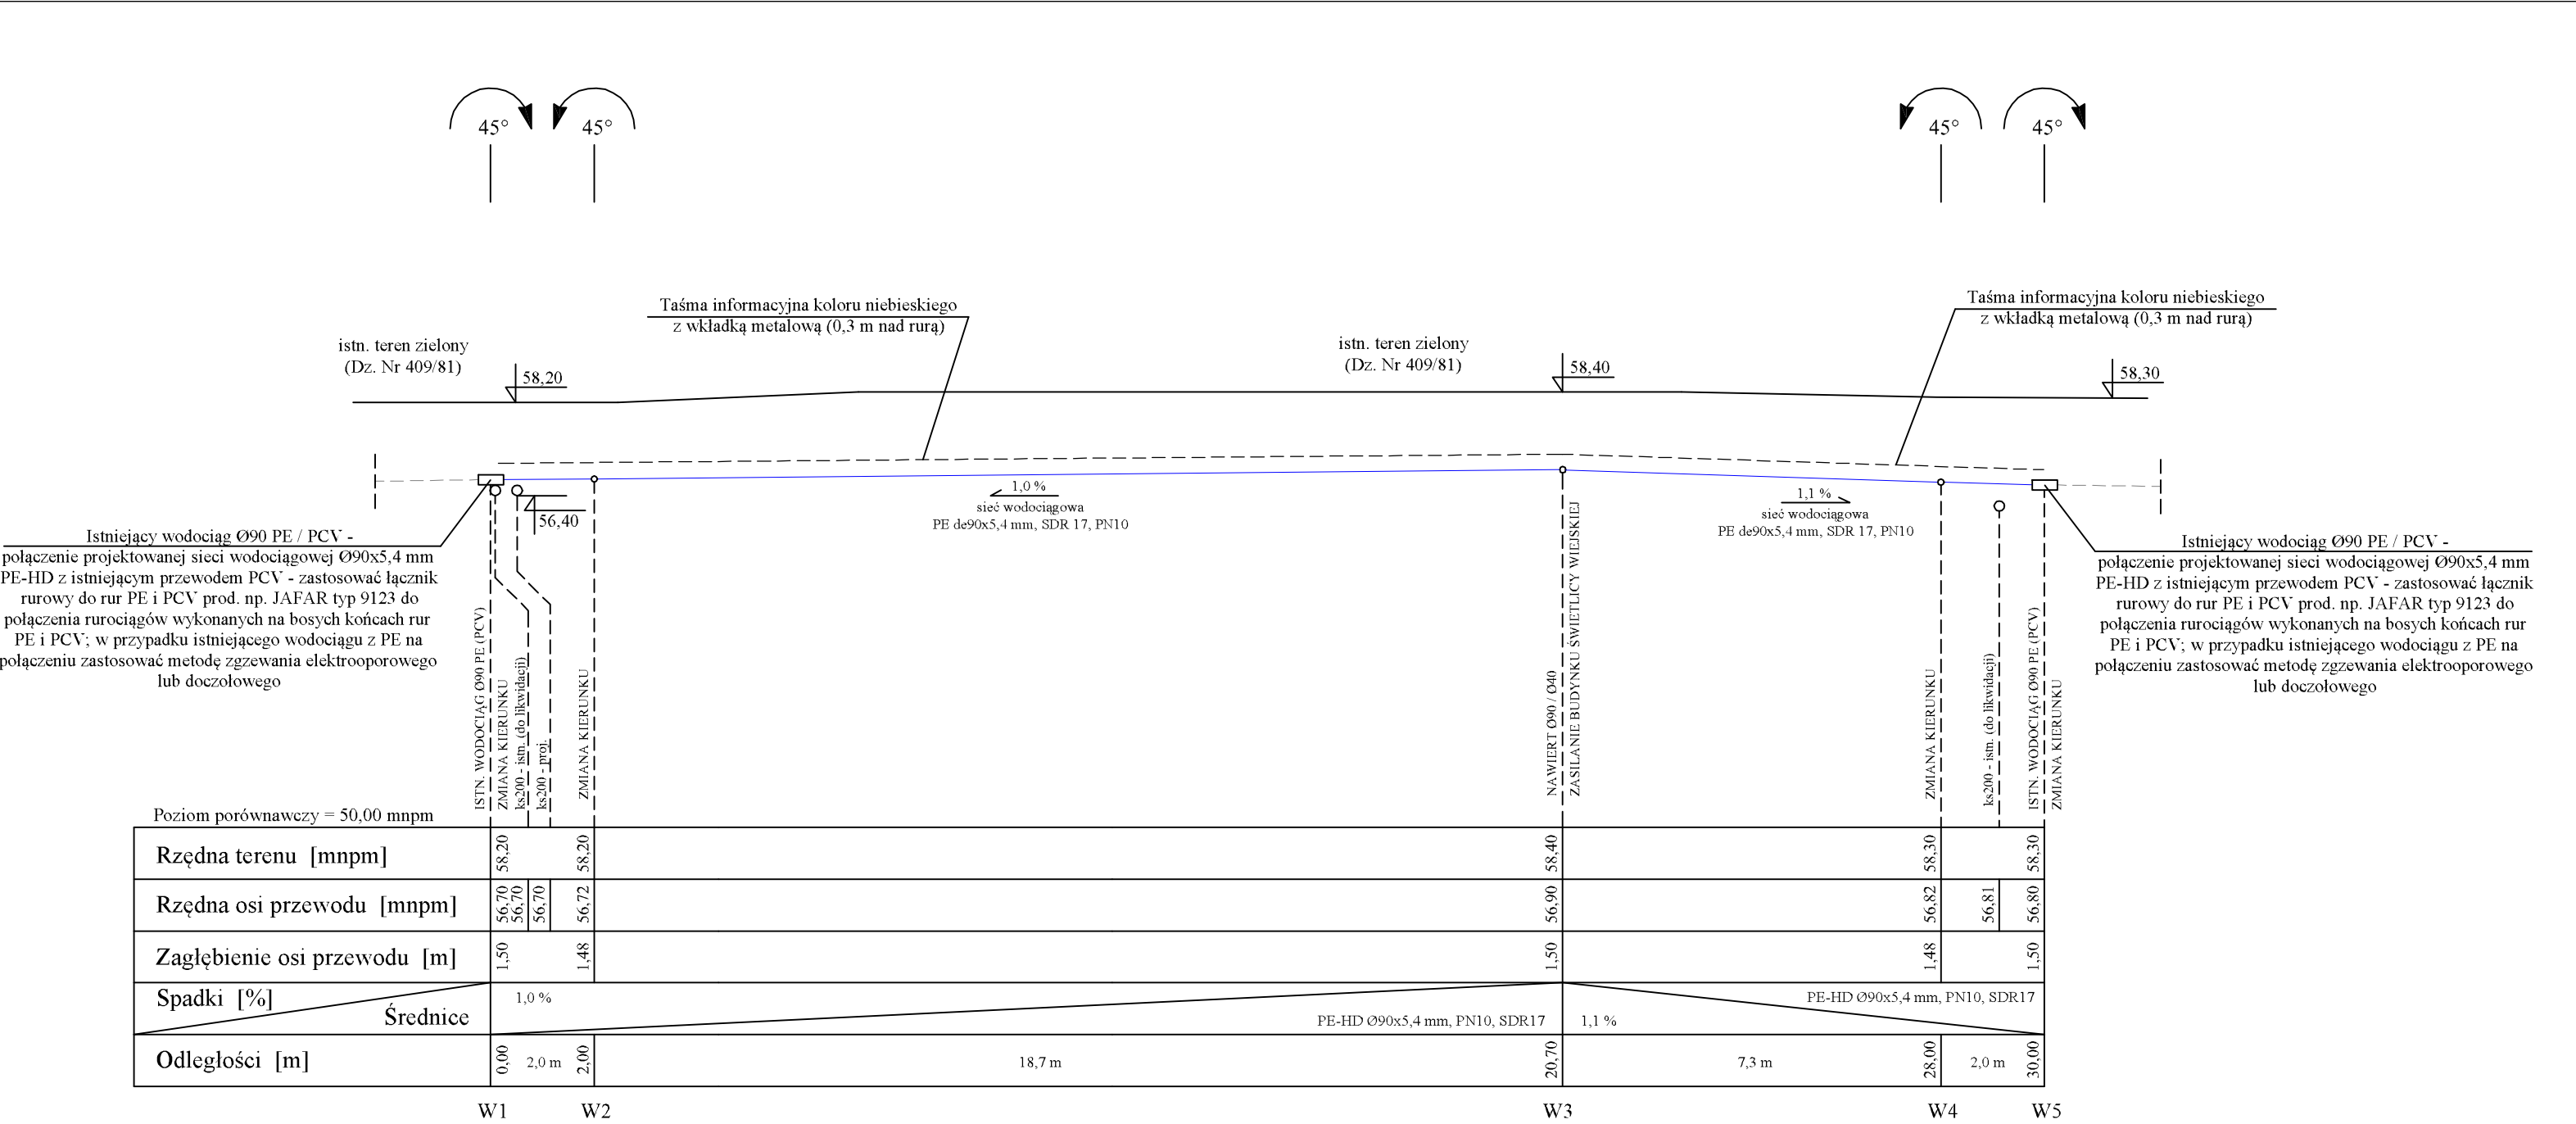 45°
45°
45°
45°
Taśma informacyjna koloru niebieskiego
z wkładką metalową (0,3 m nad rurą)
Taśma informacyjna koloru niebieskiego
z wkładką metalową (0,3 m nad rurą)
istn. teren zielony
(Dz. Nr 409/81)
58,20
istn. teren zielony
(Dz. Nr 409/81)
58,40
58,30
56,40
1,0 %
sieć wodociągowa
PE de90x5,4 mm, SDR 17, PN10
1,1 %
sieć wodociągowa
PE de90x5,4 mm, SDR 17, PN10
Istniejący wodociąg Ø90 PE / PCV -
połączenie projektowanej sieci wodociągowej Ø90x5,4 mm
PE-HD z istniejącym przewodem PCV - zastosować łącznik
rurowy do rur PE i PCV prod. np. JAFAR typ 9123 do
połączenia rurociągów wykonanych na bosych końcach rur
PE i PCV; w przypadku istniejącego wodociągu z PE na
połączeniu zastosować metodę zgzewania elektrooporowego
lub doczołowego
Istniejący wodociąg Ø90 PE / PCV -
połączenie projektowanej sieci wodociągowej Ø90x5,4 mm
PE-HD z istniejącym przewodem PCV - zastosować łącznik
rurowy do rur PE i PCV prod. np. JAFAR typ 9123 do
połączenia rurociągów wykonanych na bosych końcach rur
PE i PCV; w przypadku istniejącego wodociągu z PE na
połączeniu zastosować metodę zgzewania elektrooporowego
lub doczołowego
ISTN. WODOCIĄG Ø90 PE (PCV)
ZMIANA KIERUNKU
ks200 - istn. (do likwidacji)
ks200 - proj.
ZMIANA KIERUNKU
NAWIERT Ø90 / Ø40
ZASILANIE BUDYNKU ŚWIETLICY WIEJSKIEJ
ZMIANA KIERUNKU
ks200 - istn. (do likwidacji)
ISTN. WODOCIĄG Ø90 PE (PCV)
ZMIANA KIERUNKU
Poziom porównawczy = 50,00 mnpm
Rzędna terenu [mnpm] 58,20 58,20 58,40 58,30 58,30
Rzędna osi przewodu [mnpm] 56,70 56,70 56,70 56,72 56,90 56,82 56,81 56,80
Zagłębienie osi przewodu [m] 1,50 1,48 1,50 1,48 1,50
Spadki [%] 1,0 % PE-HD Ø90x5,4 mm, PN10, SDR17
Średnice PE-HD Ø90x5,4 mm, PN10, SDR17 1,1 %
Odległości [m] 0,00 2,0 m 2,00 18,7 m 20,70 7,3 m 28,00 2,0 m 30,00
W1 W2 W3 W4 W5